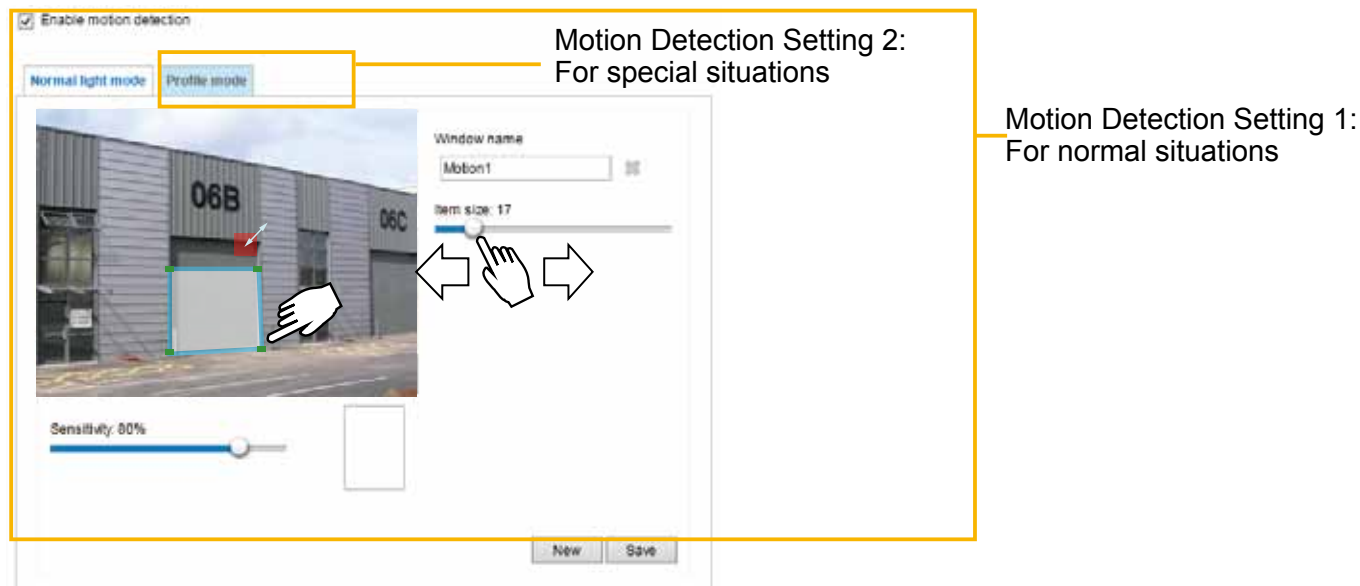 Enable motion detection
Motion Detection Setting 2:
For special situations
Normal light mode
Profile mode
Motion Detection Setting 1:
For normal situations
Window name
Motion1
06B
06C
Item size: 17
Sensitivity: 80%
New
Save